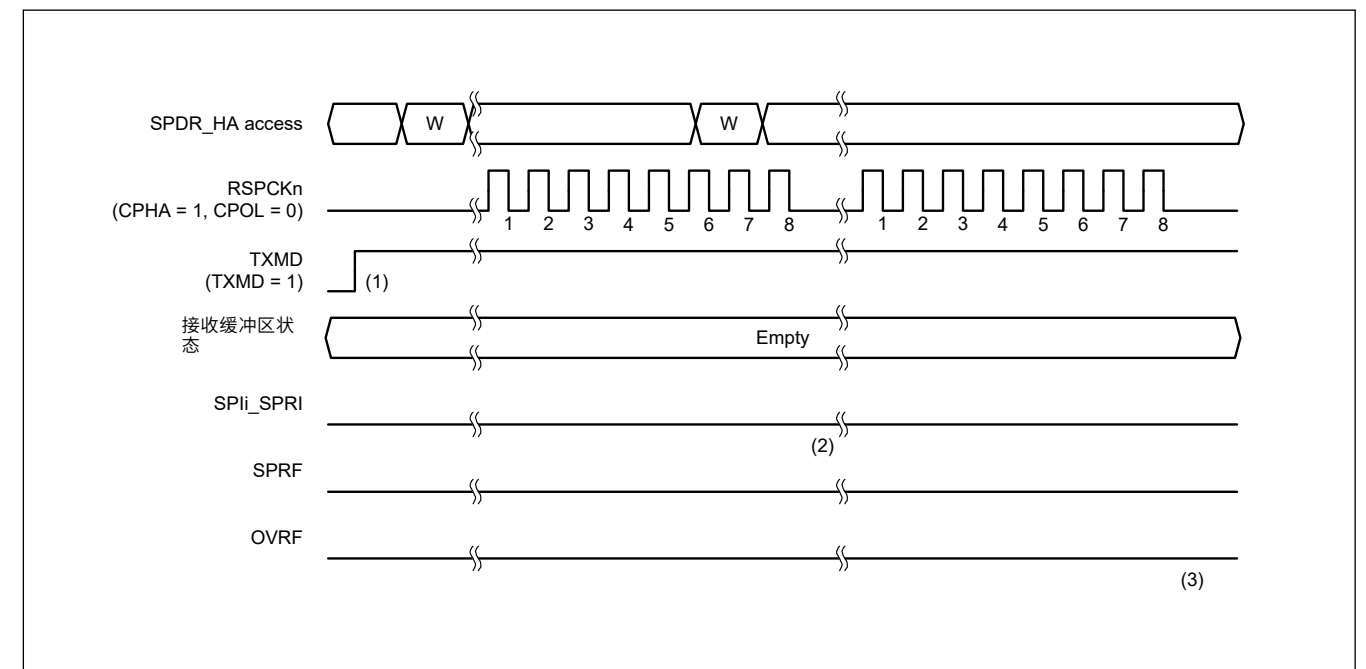 SPDR_HA access
W
W
RSPCKn
(CPHA = 1, CPOL = 0)
1 2 3 4 5 6 7 8
1 2 3 4 5 6 7 8
TXMD
(TXMD = 1)
(1)
接收缓冲区状
态
Empty
SPIi_SPRI
(2)
SPRF
OVRF
(3)